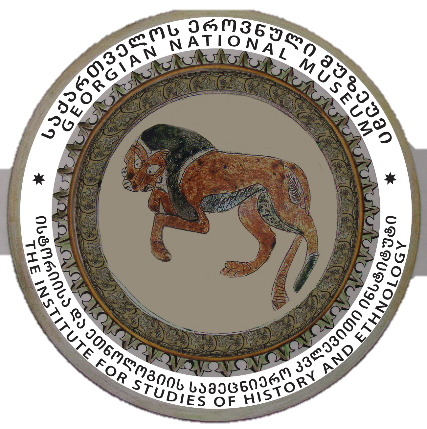 საქართველოს ეროვნული მუზეუმი
GEORGIAN NATIONAL MUSEUM
ისტორიისა და ეთნოლოგიის სამეცნიერო კვლევითი ინსტიტუტი
THE INSTITUTE FOR STUDIES OF HISTORY AND ETHNOLOGY